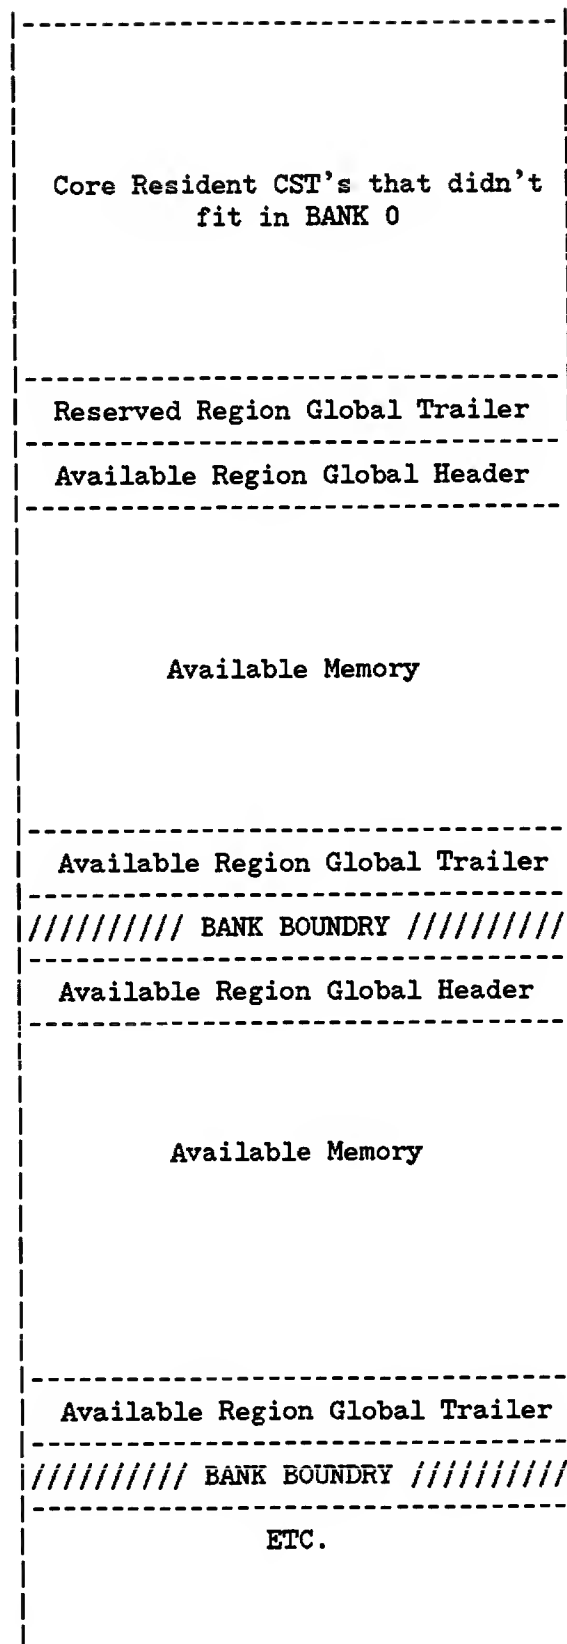 Core Resident CST's that didn't
fit in BANK 0
Reserved Region Global Trailer
Available Region Global Header
Available Memory
Available Region Global Trailer
////////// BANK BOUNDRY //////////
Available Region Global Header
Available Memory
Available Region Global Trailer
////////// BANK BOUNDRY //////////
ETC.